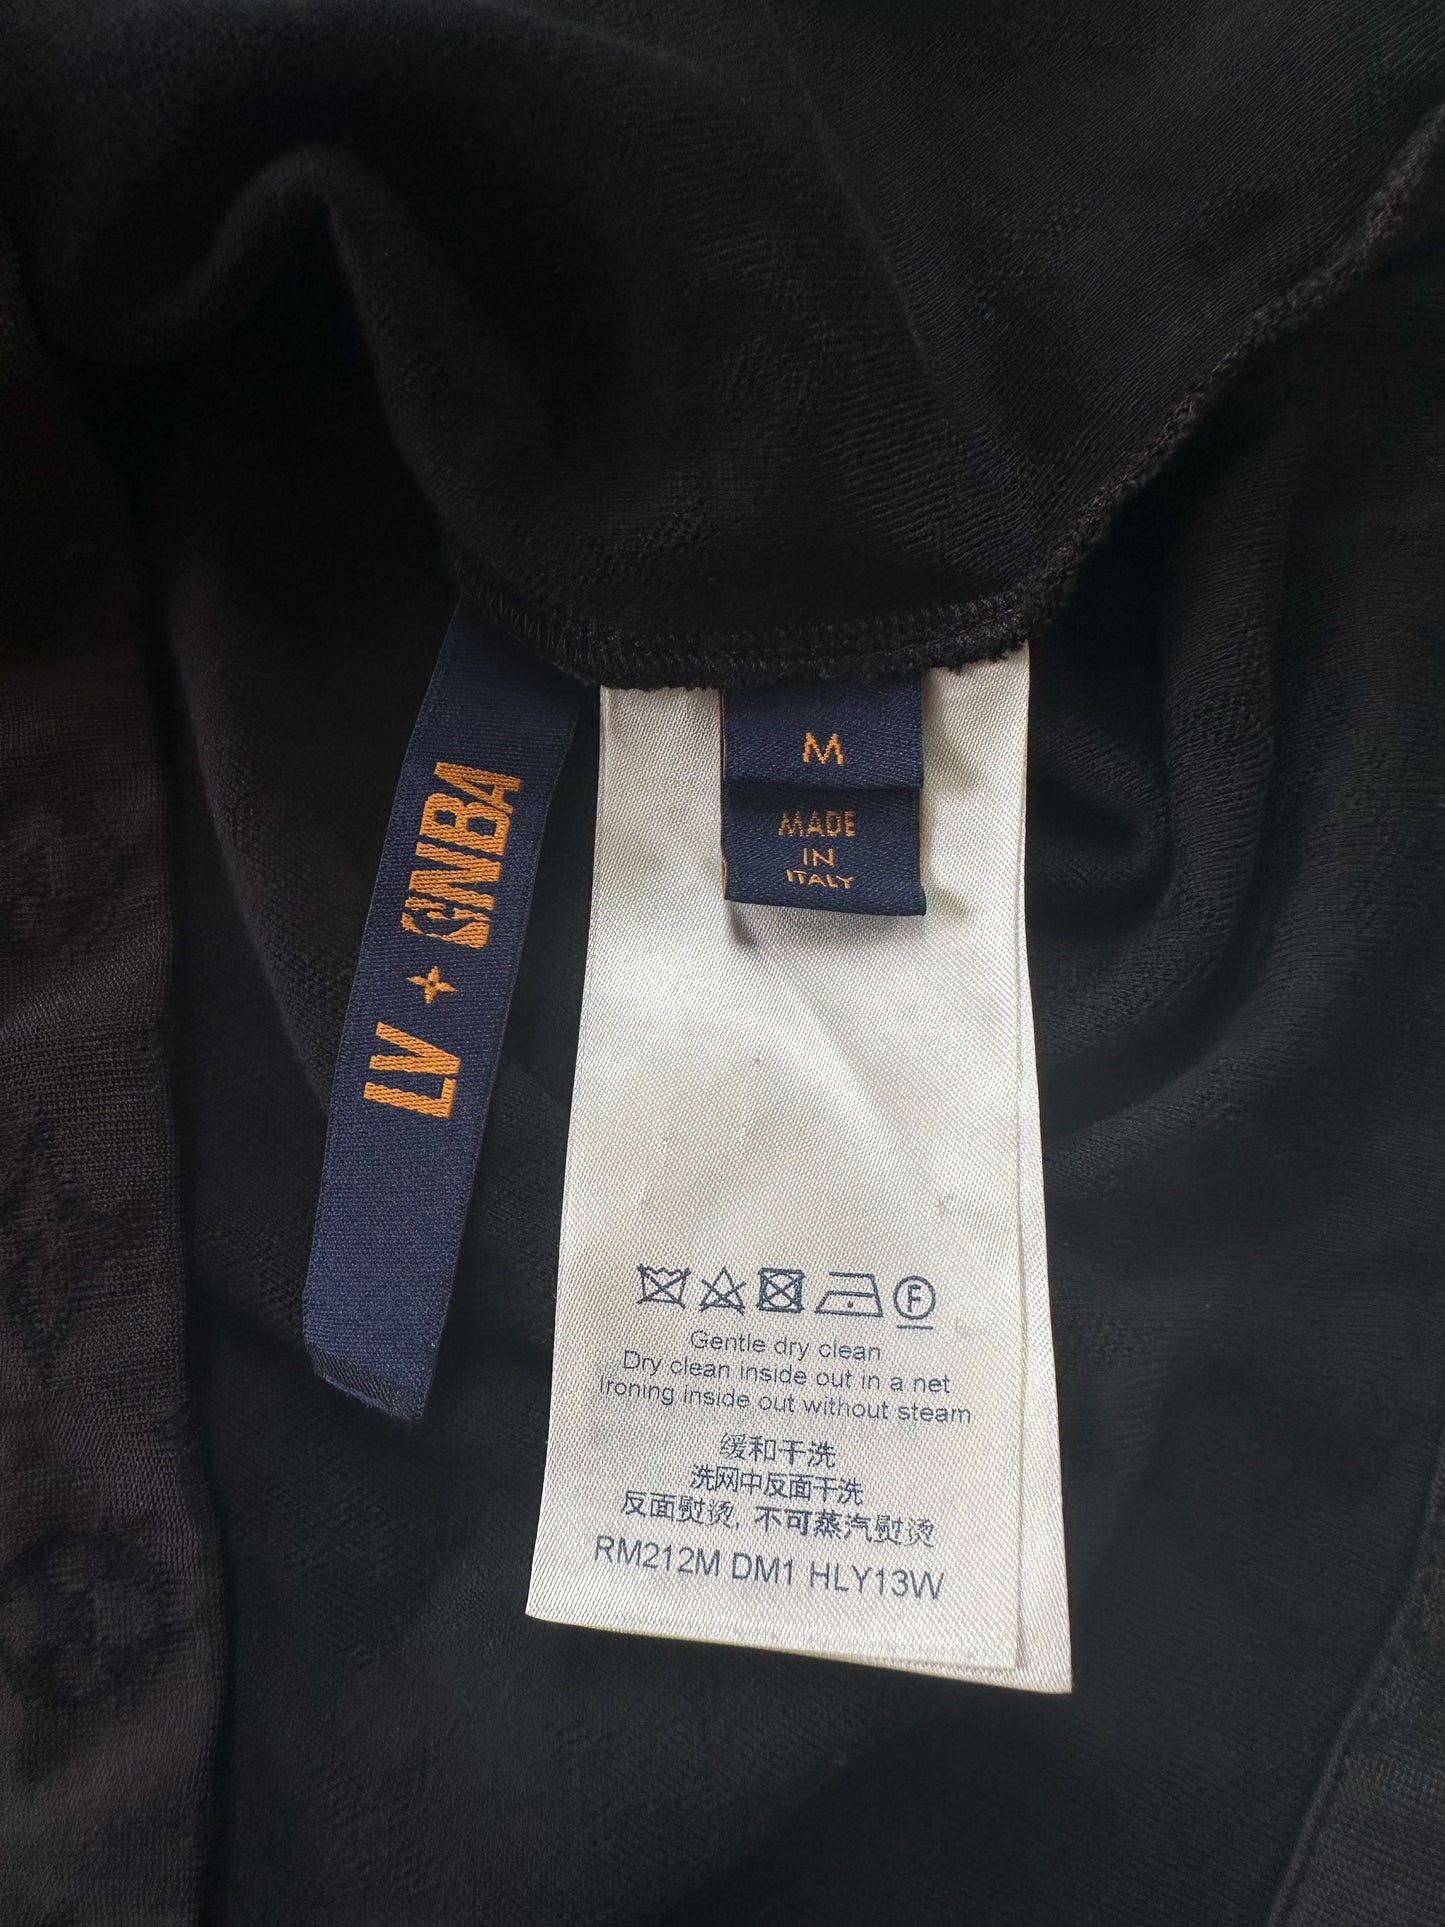 LV + NBA
M
MADE
IN
ITALY
F
Gentle dry clean
Dry clean inside out in a net
Ironing inside out without steam
缓和干洗
洗网中反面干洗
反面熨烫, 不可蒸汽熨烫
RM212M DM1 HLY13W